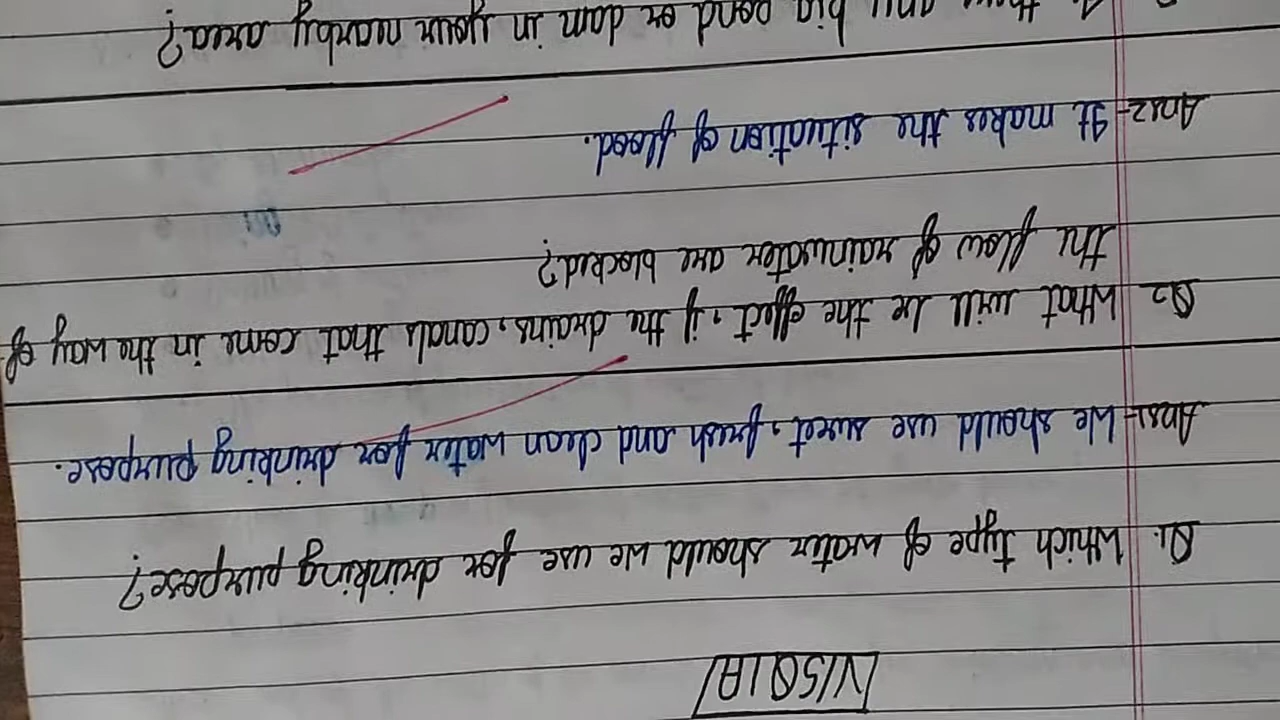 V/SQ/A
Q1. Which type of water should we use for drinking purpose?
Ans1- We should use sweet, fresh and clean water for drinking purpose.
Q2 What will be the effect, if the drains, canals that come in the way of
the flow of rainwater are blocked?
Ans2- It makes the situation of flood.
there any big pond or dam in your nearby area?